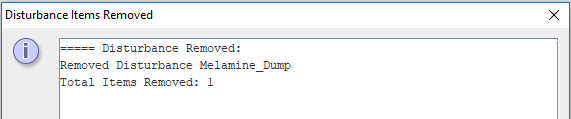 Disturbance Items Removed
===== Disturbance Removed:
Removed Disturbance Melamine_Dump
Total Items Removed: 1